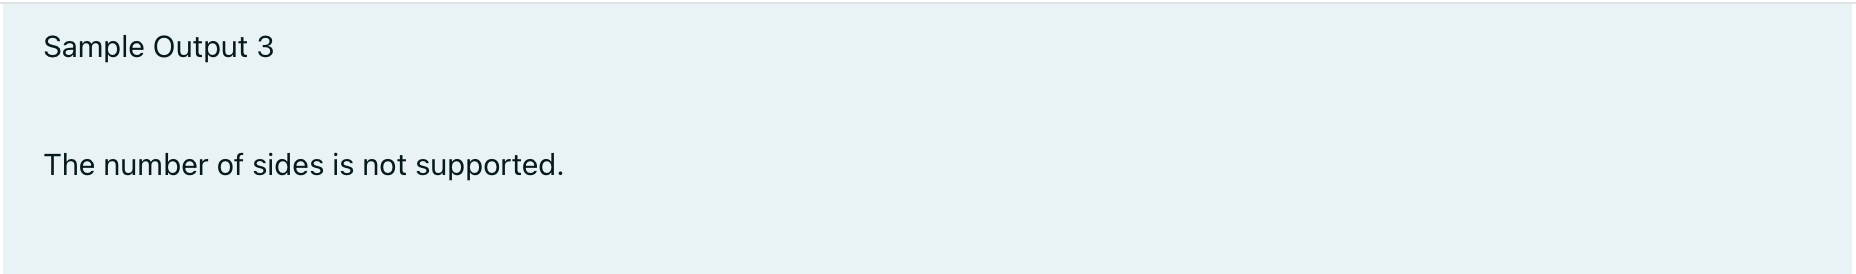 Sample Output 3
The number of sides is not supported.